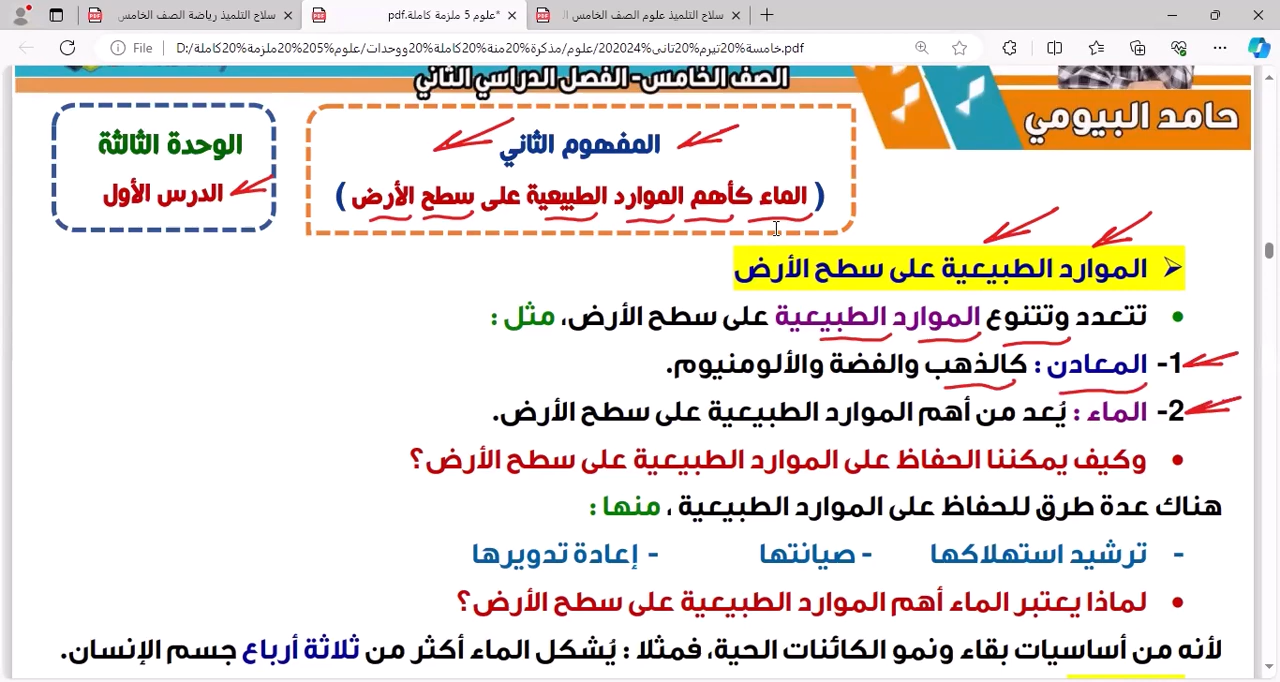 سلاح التلميذ رياضة الصف الخامس
علوم 5 ملزمة كاملة.pdf*
سلاح التلميذ علوم الصف الخامس
File
D:/خامسة%20تيرم%20تانى%202024/علوم/مذكرة%20منة%20كاملة%20ووحدات/علوم%205%20ملزمة%20كاملة.pdf
الصف الخامس - الفصل الدراسي الثاني
حامد البيومي
المفهوم الثاني
(الماء كأهم الموارد الطبيعية على سطح الأرض)
الوحدة الثالثة
الدرس الأول
الموارد الطبيعية على سطح الأرض
• تتعدد وتتنوع الموارد الطبيعية على سطح الأرض، مثل :
1- المعادن : كالذهب والفضة والألومنيوم.
2- الماء : يُعد من أهم الموارد الطبيعية على سطح الأرض.
• وكيف يمكننا الحفاظ على الموارد الطبيعية على سطح الأرض؟
هناك عدة طرق للحفاظ على الموارد الطبيعية ، منها :
- ترشيد استهلاكها - صيانتها - إعادة تدويرها
• لماذا يعتبر الماء أهم الموارد الطبيعية على سطح الأرض؟
لأنه من أساسيات بقاء ونمو الكائنات الحية، فمثلا : يُشكل الماء أكثر من ثلاثة أرباع جسم الإنسان.